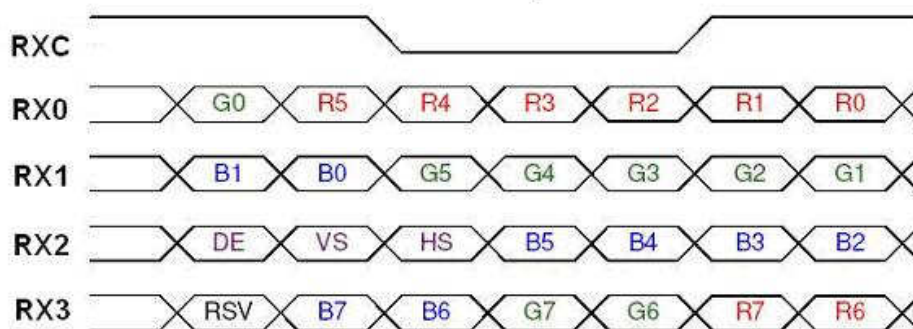 RXC
RX0 G0 R5 R4 R3 R2 R1 R0
RX1 B1 B0 G5 G4 G3 G2 G1
RX2 DE VS HS B5 B4 B3 B2
RX3 RSV B7 B6 G7 G6 R7 R6